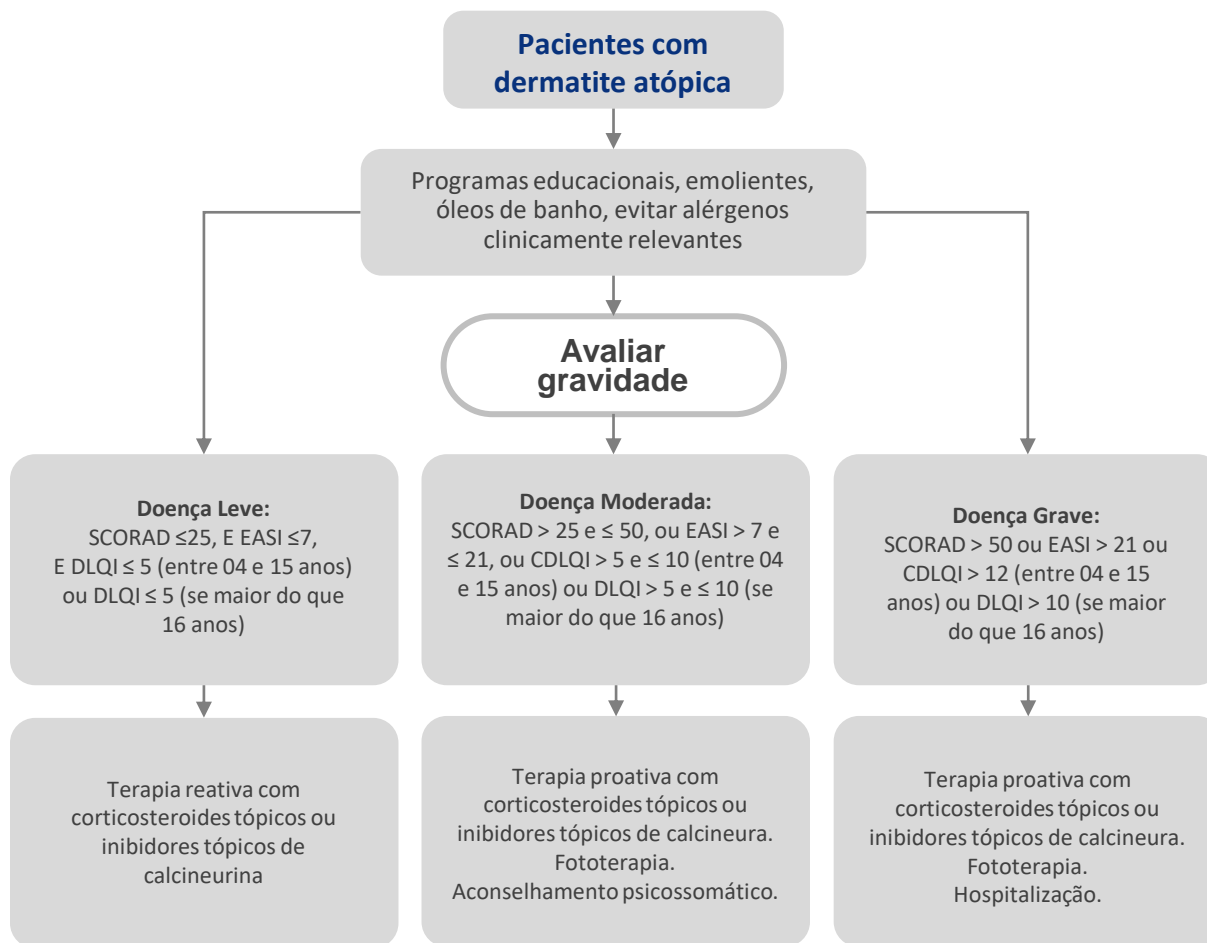 Pacientes com
dermatite atópica
Programas educacionais, emolientes,
óleos de banho, evitar alérgenos
clinicamente relevantes
Avaliar
gravidade
Doença Leve:
SCORAD ≤25, E EASI ≤7,
E DLQI ≤ 5 (entre 04 e 15 anos)
ou DLQI ≤ 5 (se maior do que
16 anos)
Doença Moderada:
SCORAD > 25 e ≤ 50, ou EASI > 7 e
≤ 21, ou CDLQI > 5 e ≤ 10 (entre 04
e 15 anos) ou DLQI > 5 e ≤ 10 (se
maior do que 16 anos)
Doença Grave:
SCORAD > 50 ou EASI > 21 ou
CDLQI > 12 (entre 04 e 15
anos) ou DLQI > 10 (se maior
do que 16 anos)
Terapia reativa com
corticosteroides tópicos ou
inibidores tópicos de
calcineurina
Terapia proativa com
corticosteroides tópicos ou
inibidores tópicos de calcineura.
Fototerapia.
Aconselhamento psicossomático.
Terapia proativa com
corticosteroides tópicos ou
inibidores tópicos de calcineura.
Fototerapia.
Hospitalização.